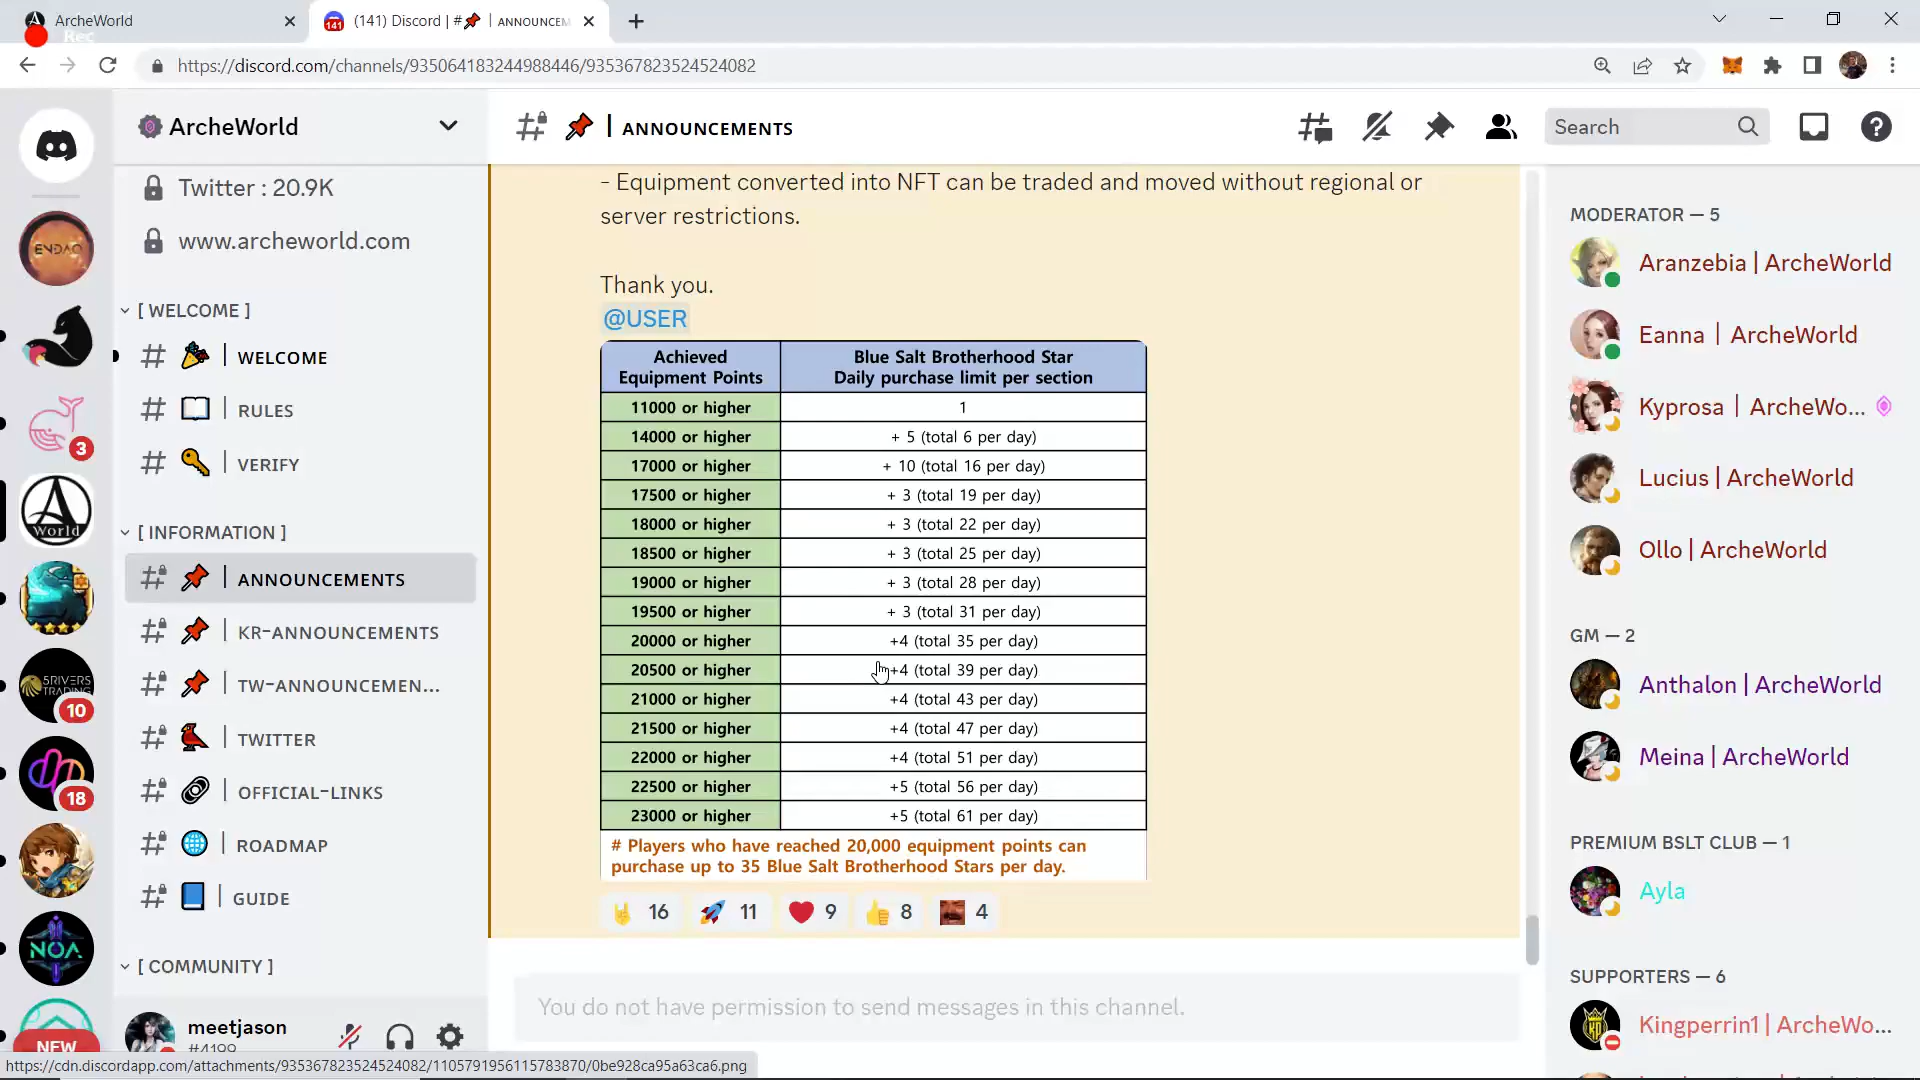 ArcheWorld
Rec
(141) Discord | # | ANNOUNCEM
https://discord.com/channels/935064183244988446/935367823524524082
ArcheWorld
Twitter : 20.9K
www.archeworld.com
[ WELCOME ]
WELCOME
RULES
VERIFY
[ INFORMATION ]
ANNOUNCEMENTS
KR-ANNOUNCEMENTS
TW-ANNOUNCEMEN...
TWITTER
OFFICIAL-LINKS
ROADMAP
GUIDE
[ COMMUNITY ]
meetjason
#4199
ENDAO
3
World
5RIVERS
TRADING
10
18
NOA
NEW
141
ANNOUNCEMENTS
Search
- Equipment converted into NFT can be traded and moved without regional or
server restrictions.
Thank you.
@USER
Achieved Equipment Points | Blue Salt Brotherhood Star Daily purchase limit per section
11000 or higher 1
14000 or higher + 5 (total 6 per day)
17000 or higher + 10 (total 16 per day)
17500 or higher + 3 (total 19 per day)
18000 or higher + 3 (total 22 per day)
18500 or higher + 3 (total 25 per day)
19000 or higher + 3 (total 28 per day)
19500 or higher + 3 (total 31 per day)
20000 or higher +4 (total 35 per day)
20500 or higher +4 (total 39 per day)
21000 or higher +4 (total 43 per day)
21500 or higher +4 (total 47 per day)
22000 or higher +4 (total 51 per day)
22500 or higher +5 (total 56 per day)
23000 or higher +5 (total 61 per day)
# Players who have reached 20,000 equipment points can
purchase up to 35 Blue Salt Brotherhood Stars per day.
16 11 9 8 4
You do not have permission to send messages in this channel.
MODERATOR — 5
Aranzebia | ArcheWorld
Eanna | ArcheWorld
Kyprosa | ArcheWo...
Lucius | ArcheWorld
Ollo | ArcheWorld
GM — 2
Anthalon | ArcheWorld
Meina | ArcheWorld
PREMIUM BSLT CLUB — 1
Ayla
SUPPORTERS — 6
Kingperrin1 | ArcheWo...
https://cdn.discordapp.com/attachments/935367823524524082/1105791956115783870/0be928ca95a63ca6.png